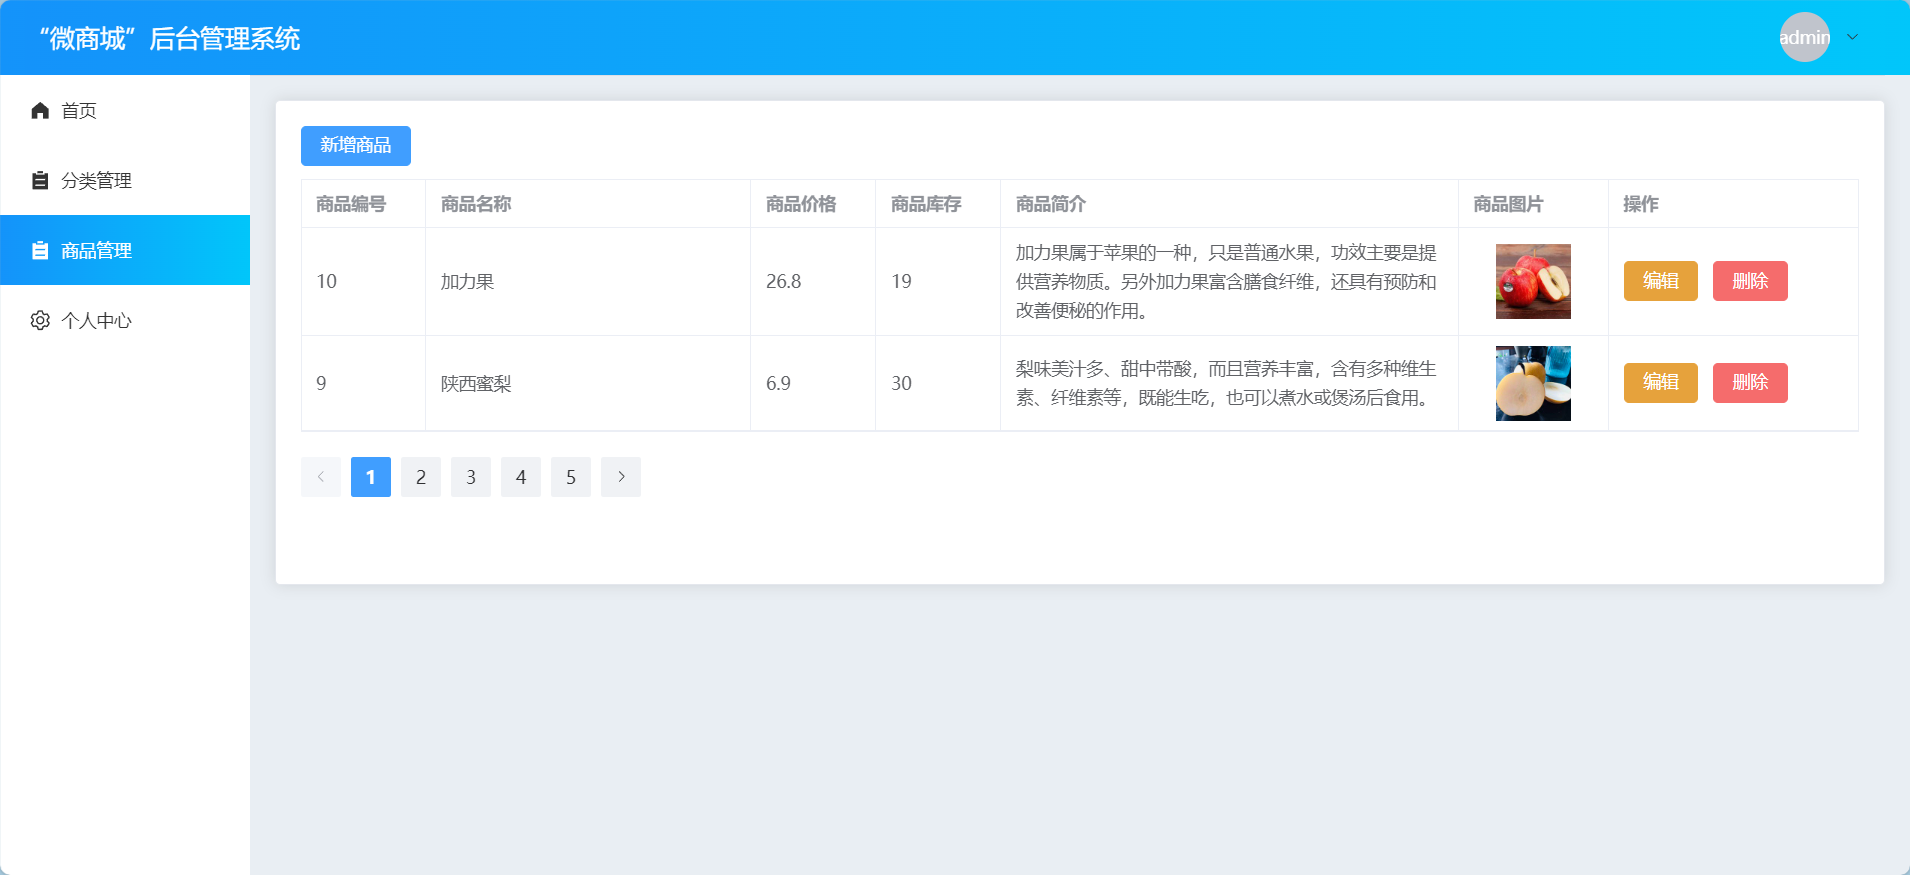 “微商城”后台管理系统
admin
首页
分类管理
商品管理
个人中心
新增商品
商品编号 商品名称 商品价格 商品库存 商品简介 商品图片 操作
10 加力果 26.8 19 加力果属于苹果的一种，只是普通水果，功效主要是提
供营养物质。另外加力果富含膳食纤维，还具有预防和
改善便秘的作用。 编辑 删除
9 陕西蜜梨 6.9 30 梨味美汁多、甜中带酸，而且营养丰富，含有多种维生
素、纤维素等，既能生吃，也可以煮水或煲汤后食用。 编辑 删除
1 2 3 4 5